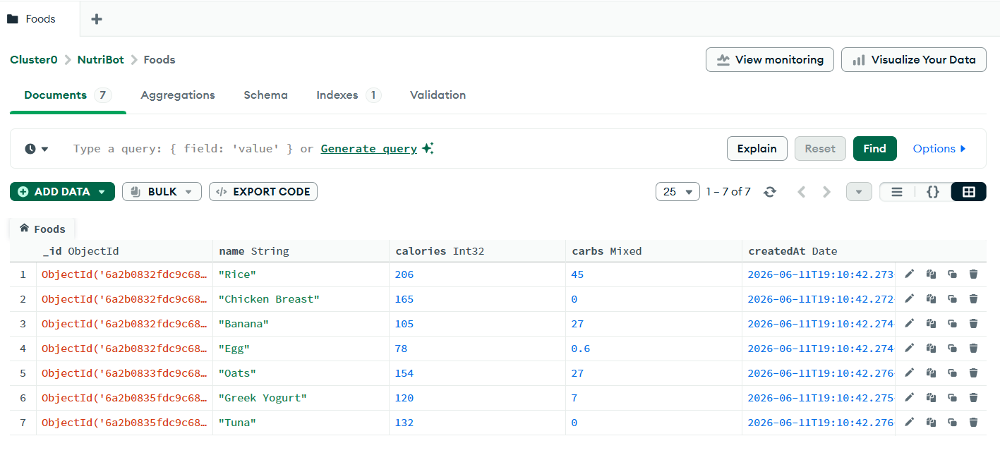 Foods
Cluster0 NutriBot Foods View monitoring Visualize Your Data
Documents 7 Aggregations Schema Indexes 1 Validation
Type a query: { field: 'value' } or Generate query Explain Reset Find Options
ADD DATA BULK </> EXPORT CODE 25 1 – 7 of 7 {}
Foods
_id ObjectId name String calories Int32 carbs Mixed createdAt Date
1 ObjectId('6a2b0832fdc9c68… "Rice" 206 45 2026-06-11T19:10:42.273
2 ObjectId('6a2b0832fdc9c68… "Chicken Breast" 165 0 2026-06-11T19:10:42.272
3 ObjectId('6a2b0832fdc9c68… "Banana" 105 27 2026-06-11T19:10:42.274
4 ObjectId('6a2b0832fdc9c68… "Egg" 78 0.6 2026-06-11T19:10:42.274
5 ObjectId('6a2b0833fdc9c68… "Oats" 154 27 2026-06-11T19:10:42.276
6 ObjectId('6a2b0835fdc9c68… "Greek Yogurt" 120 7 2026-06-11T19:10:42.275
7 ObjectId('6a2b0835fdc9c68… "Tuna" 132 0 2026-06-11T19:10:42.276